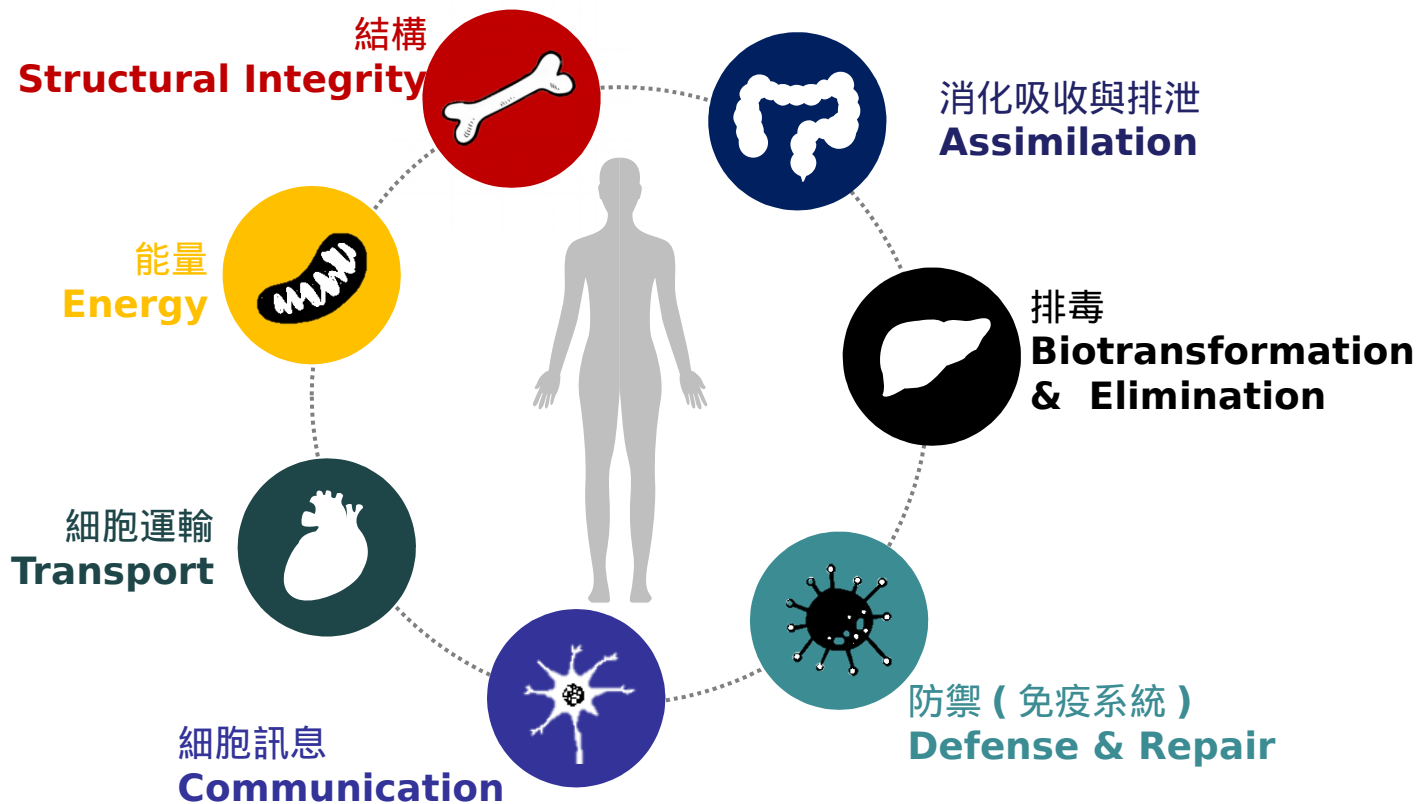 結構
Structural Integrity
消化吸收與排泄
Assimilation
能量
Energy
排毒
Biotransformation
& Elimination
細胞運輸
Transport
防禦 ( 免疫系統 )
Defense & Repair
細胞訊息
Communication